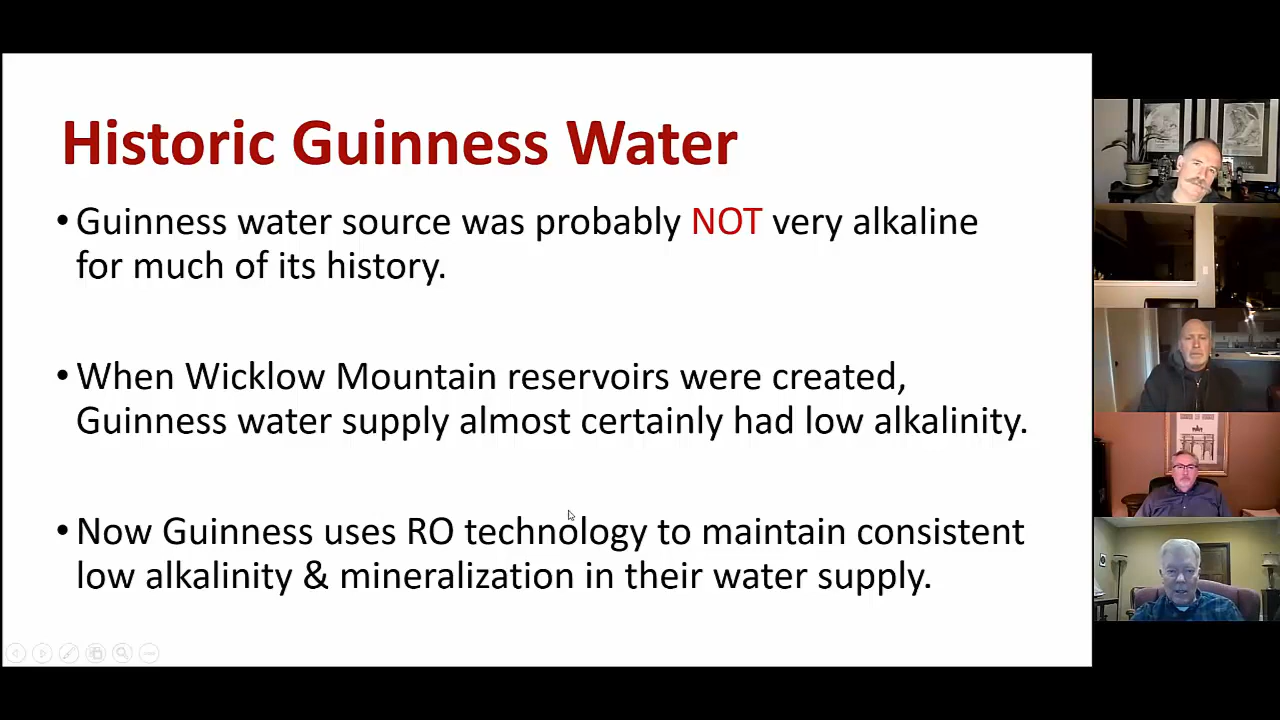 Historic Guinness Water
• Guinness water source was probably NOT very alkaline
for much of its history.
• When Wicklow Mountain reservoirs were created,
Guinness water supply almost certainly had low alkalinity.
• Now Guinness uses RO technology to maintain consistent
low alkalinity & mineralization in their water supply.